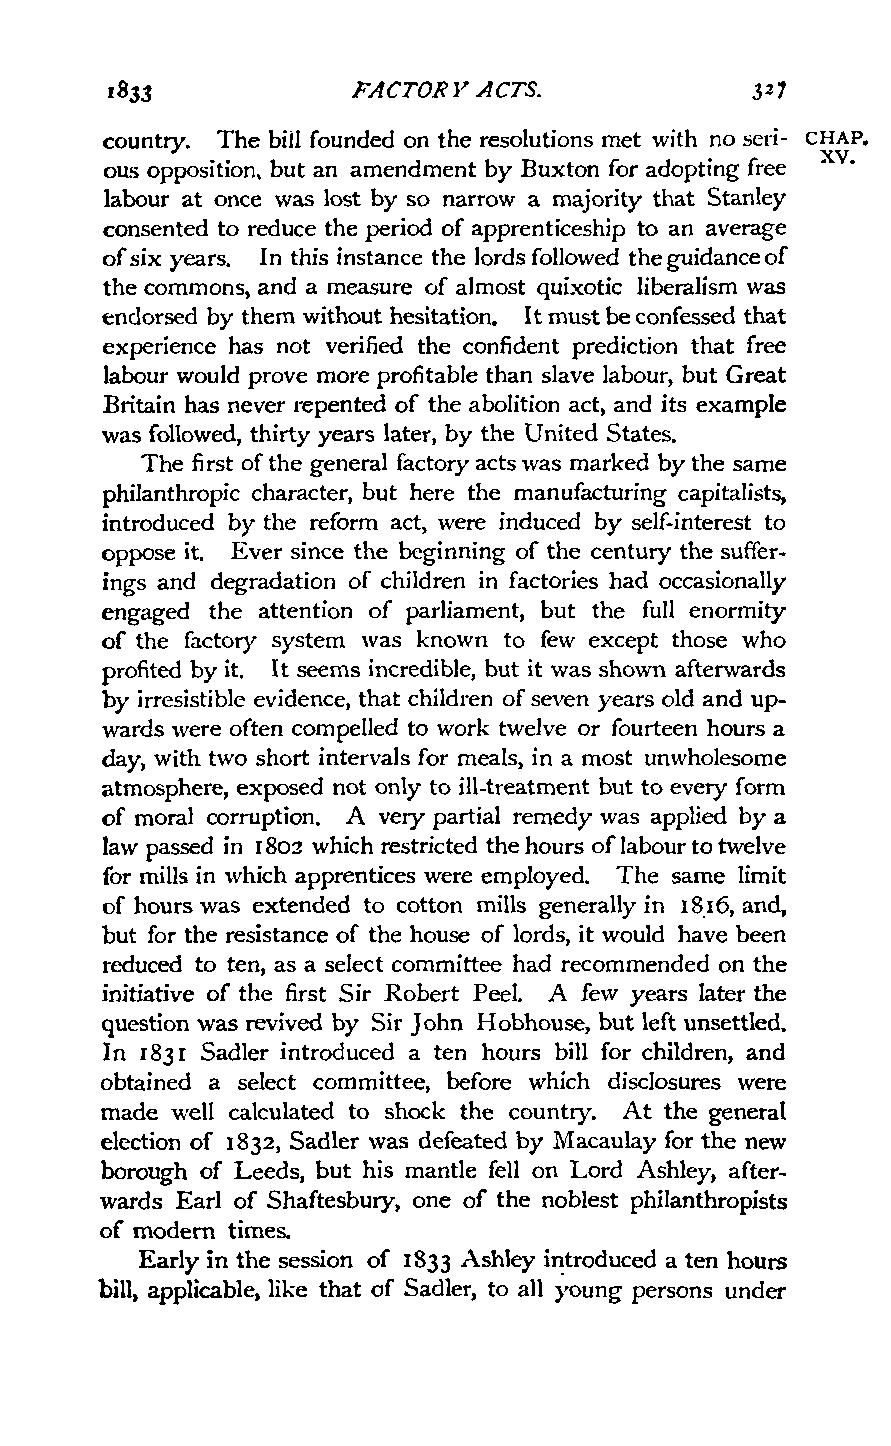 1833 FACTORY ACTS. 327
country. The bill founded on the resolutions met with no seri- CHAP.
ous opposition, but an amendment by Buxton for adopting free XV.
labour at once was lost by so narrow a majority that Stanley
consented to reduce the period of apprenticeship to an average
of six years. In this instance the lords followed the guidance of
the commons, and a measure of almost quixotic liberalism was
endorsed by them without hesitation. It must be confessed that
experience has not verified the confident prediction that free
labour would prove more profitable than slave labour, but Great
Britain has never repented of the abolition act, and its example
was followed, thirty years later, by the United States.
The first of the general factory acts was marked by the same
philanthropic character, but here the manufacturing capitalists,
introduced by the reform act, were induced by self-interest to
oppose it. Ever since the beginning of the century the suffer-
ings and degradation of children in factories had occasionally
engaged the attention of parliament, but the full enormity
of the factory system was known to few except those who
profited by it. It seems incredible, but it was shown afterwards
by irresistible evidence, that children of seven years old and up-
wards were often compelled to work twelve or fourteen hours a
day, with two short intervals for meals, in a most unwholesome
atmosphere, exposed not only to ill-treatment but to every form
of moral corruption. A very partial remedy was applied by a
law passed in 1802 which restricted the hours of labour to twelve
for mills in which apprentices were employed. The same limit
of hours was extended to cotton mills generally in 1816, and,
but for the resistance of the house of lords, it would have been
reduced to ten, as a select committee had recommended on the
initiative of the first Sir Robert Peel. A few years later the
question was revived by Sir John Hobhouse, but left unsettled.
In 1831 Sadler introduced a ten hours bill for children, and
obtained a select committee, before which disclosures were
made well calculated to shock the country. At the general
election of 1832, Sadler was defeated by Macaulay for the new
borough of Leeds, but his mantle fell on Lord Ashley, after-
wards Earl of Shaftesbury, one of the noblest philanthropists
of modern times.
Early in the session of 1833 Ashley introduced a ten hours
bill, applicable, like that of Sadler, to all young persons under